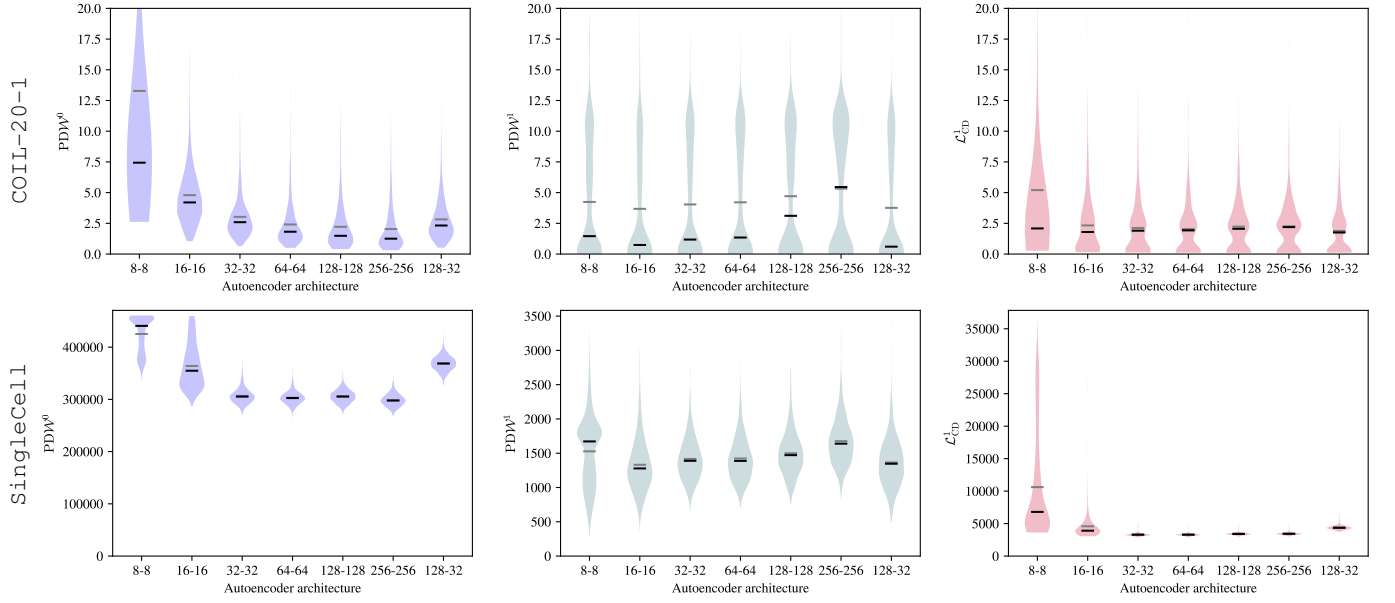 COIL-20-1
PDW⁰
20.0
17.5
15.0
12.5
10.0
7.5
5.0
2.5
0.0
8-8 16-16 32-32 64-64 128-128 256-256 128-32
Autoencoder architecture
PDW¹
20.0
17.5
15.0
12.5
10.0
7.5
5.0
2.5
0.0
8-8 16-16 32-32 64-64 128-128 256-256 128-32
Autoencoder architecture
ℒ¹CD
20.0
17.5
15.0
12.5
10.0
7.5
5.0
2.5
0.0
8-8 16-16 32-32 64-64 128-128 256-256 128-32
Autoencoder architecture
SingleCell
PDW⁰
400000
300000
200000
100000
0
8-8 16-16 32-32 64-64 128-128 256-256 128-32
Autoencoder architecture
PDW¹
3500
3000
2500
2000
1500
1000
500
0
8-8 16-16 32-32 64-64 128-128 256-256 128-32
Autoencoder architecture
ℒ¹CD
35000
30000
25000
20000
15000
10000
5000
0
8-8 16-16 32-32 64-64 128-128 256-256 128-32
Autoencoder architecture